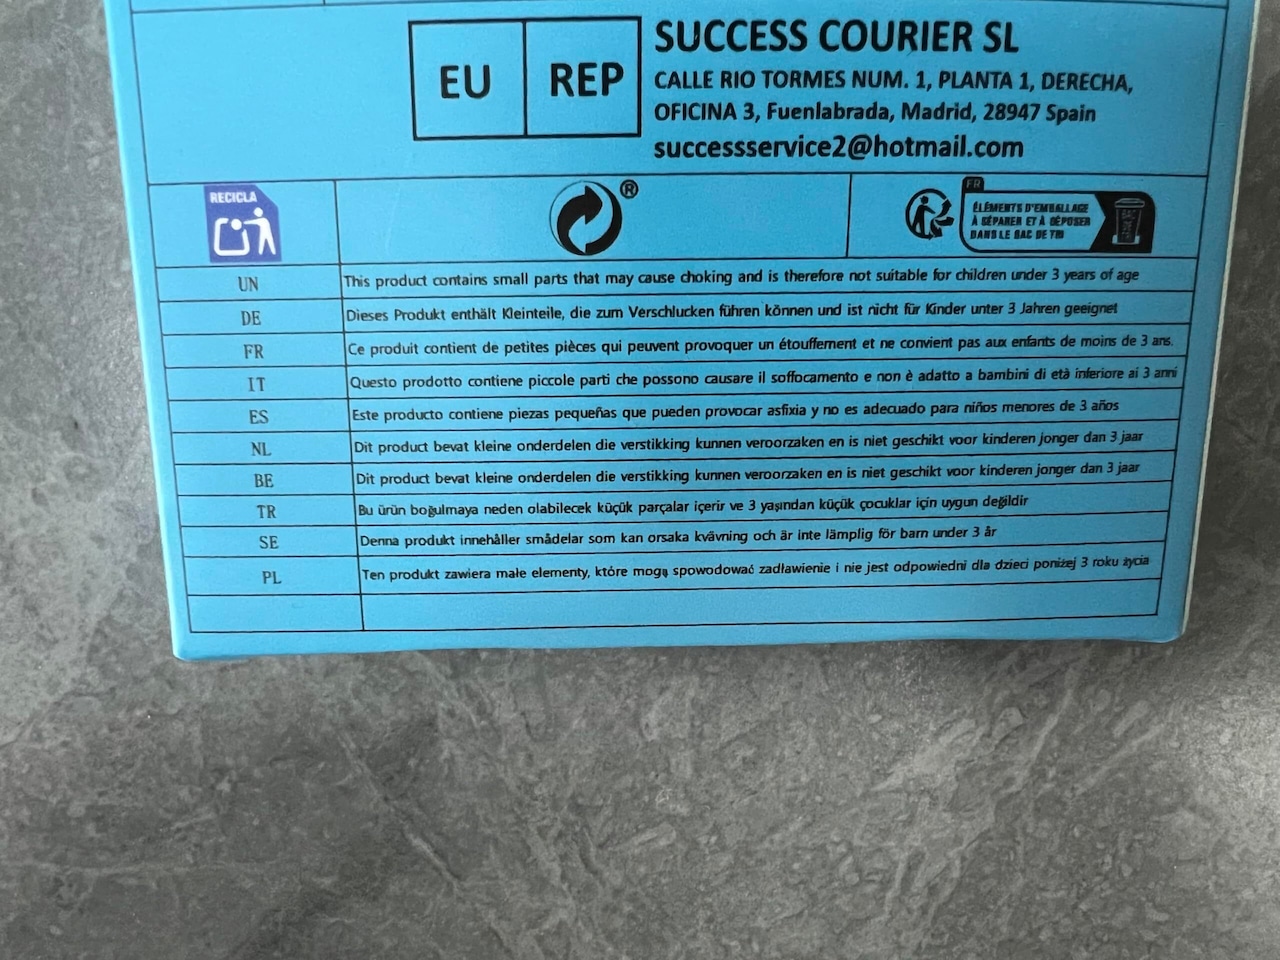 EU REP
SUCCESS COURIER SL
CALLE RIO TORMES NUM. 1, PLANTA 1, DERECHA,
OFICINA 3, Fuenlabrada, Madrid, 28947 Spain
successservice2@hotmail.com
RECICLA
®
FR
ÉLÉMENTS D'EMBALLAGE
À SÉPARER ET À DÉPOSER
DANS LE BAC DE TRI
UN This product contains small parts that may cause choking and is therefore not suitable for children under 3 years of age
DE Dieses Produkt enthält Kleinteile, die zum Verschlucken führen können und ist nicht für Kinder unter 3 Jahren geeignet
FR Ce produit contient de petites pièces qui peuvent provoquer un étouffement et ne convient pas aux enfants de moins de 3 ans.
IT Questo prodotto contiene piccole parti che possono causare il soffocamento e non è adatto a bambini di età inferiore ai 3 anni
ES Este producto contiene piezas pequeñas que pueden provocar asfixia y no es adecuado para niños menores de 3 años
NL Dit product bevat kleine onderdelen die verstikking kunnen veroorzaken en is niet geschikt voor kinderen jonger dan 3 jaar
BE Dit product bevat kleine onderdelen die verstikking kunnen veroorzaken en is niet geschikt voor kinderen jonger dan 3 jaar
TR Bu ürün boğulmaya neden olabilecek küçük parçalar içerir ve 3 yaşından küçük çocuklar için uygun değildir
SE Denna produkt innehåller smådelar som kan orsaka kvävning och är inte lämplig för barn under 3 år
PL Ten produkt zawiera małe elementy, które mogą spowodować zadławienie i nie jest odpowiedni dla dzieci poniżej 3 roku życia